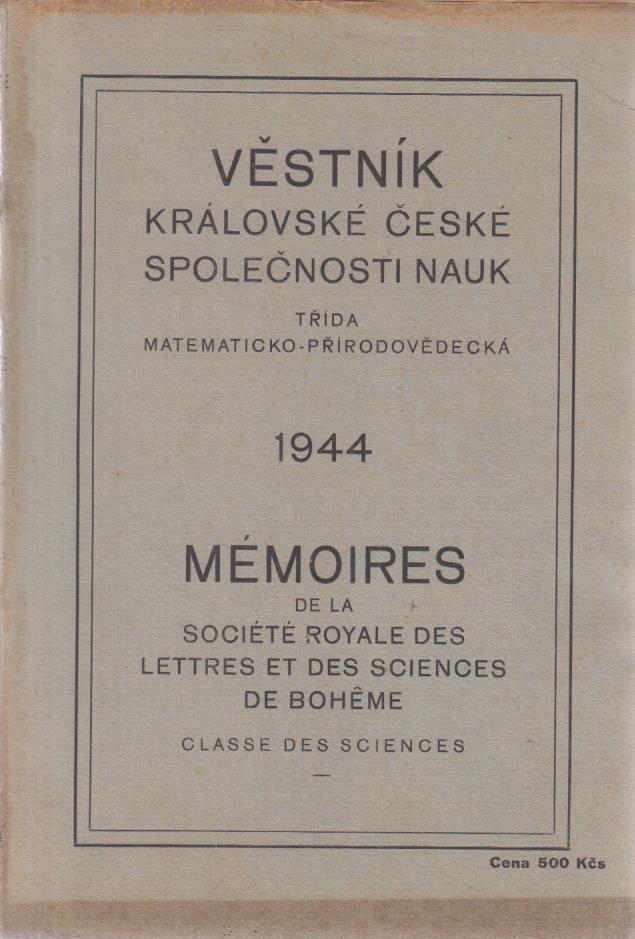 VĚSTNÍK
KRÁLOVSKÉ ČESKÉ
SPOLEČNOSTI NAUK
TŘÍDA
MATEMATICKO-PŘÍRODOVĚDECKÁ
1944
MÉMOIRES
DE LA
SOCIÉTÉ ROYALE DES
LETTRES ET DES SCIENCES
DE BOHÊME
CLASSE DES SCIENCES
Cena 500 Kčs